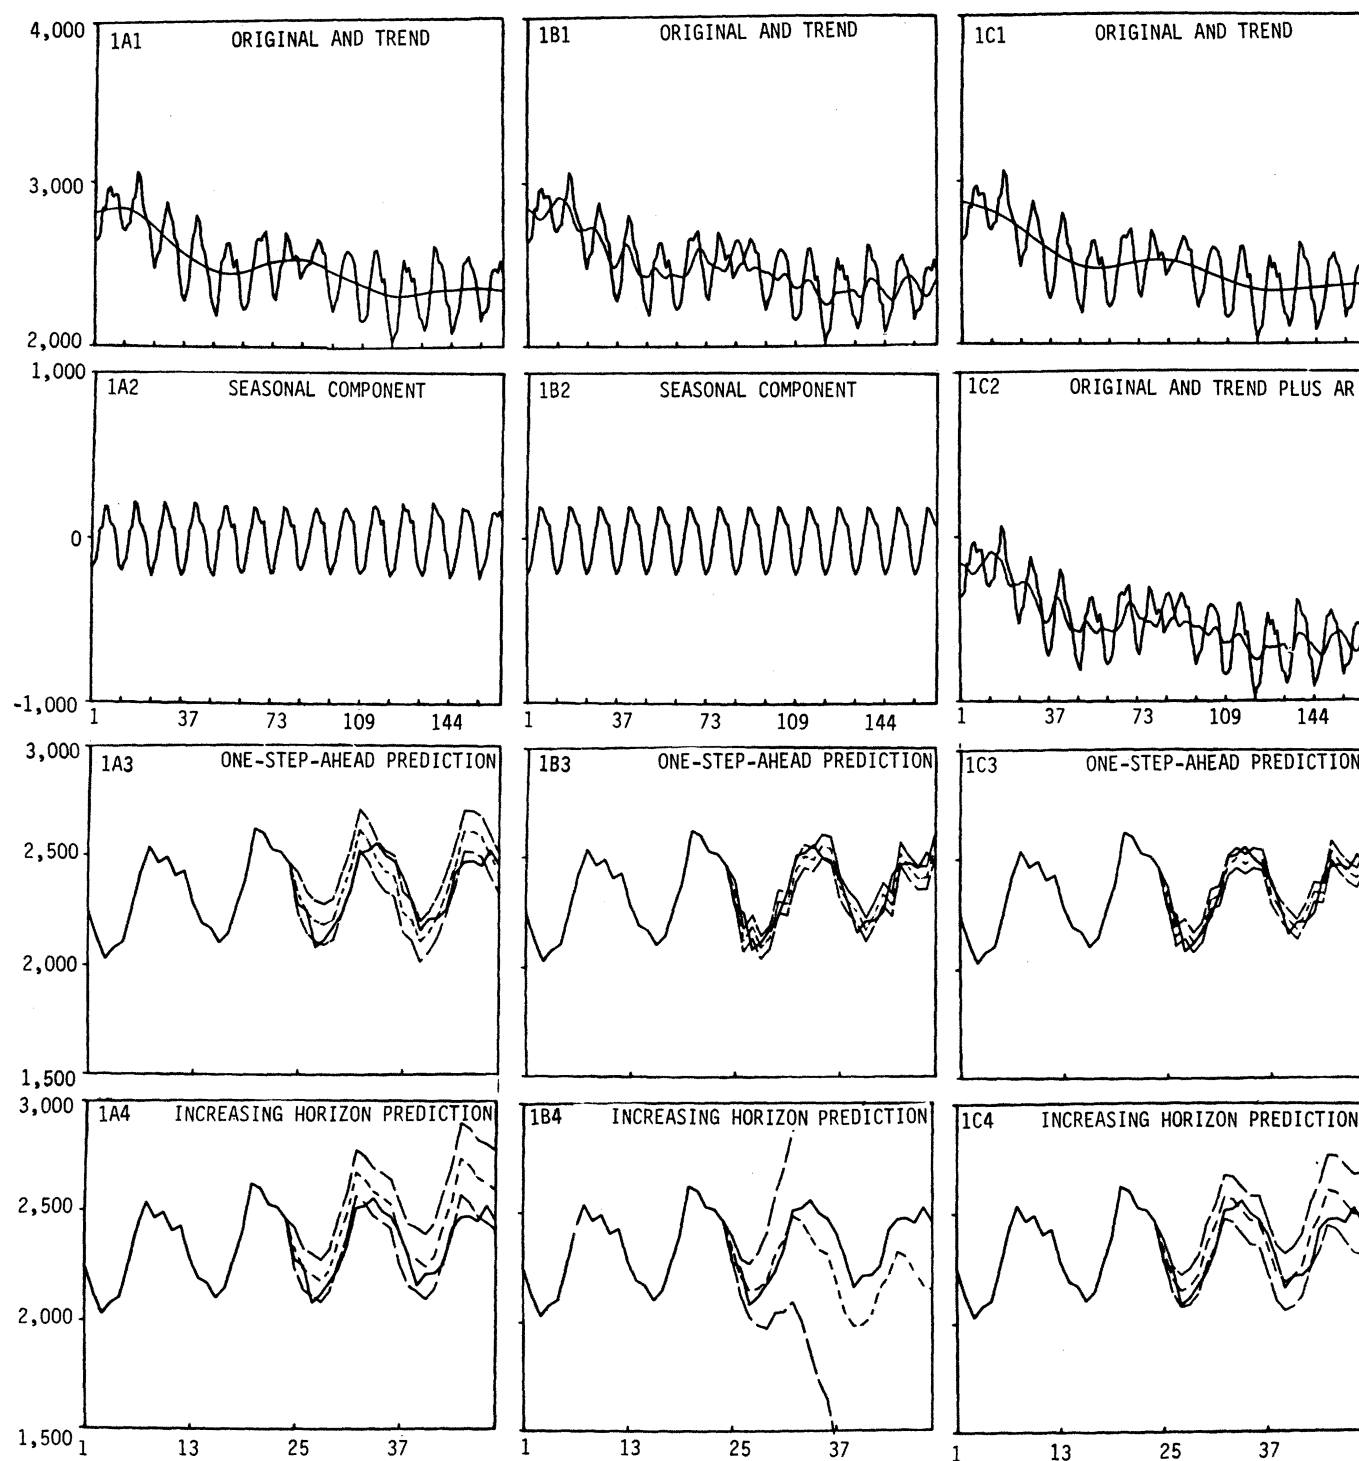 4,000
1A1 ORIGINAL AND TREND
1B1 ORIGINAL AND TREND
1C1 ORIGINAL AND TREND
3,000
2,000
1,000
1A2 SEASONAL COMPONENT
1B2 SEASONAL COMPONENT
1C2 ORIGINAL AND TREND PLUS AR
0
-1,000
1 37 73 109 144
1 37 73 109 144
1 37 73 109 144
3,000
1A3 ONE-STEP-AHEAD PREDICTION
1B3 ONE-STEP-AHEAD PREDICTION
1C3 ONE-STEP-AHEAD PREDICTION
2,500
2,000
1,500
3,000
1A4 INCREASING HORIZON PREDICTION
1B4 INCREASING HORIZON PREDICTION
1C4 INCREASING HORIZON PREDICTION
2,500
2,000
1,500
1 13 25 37
1 13 25 37
1 13 25 37